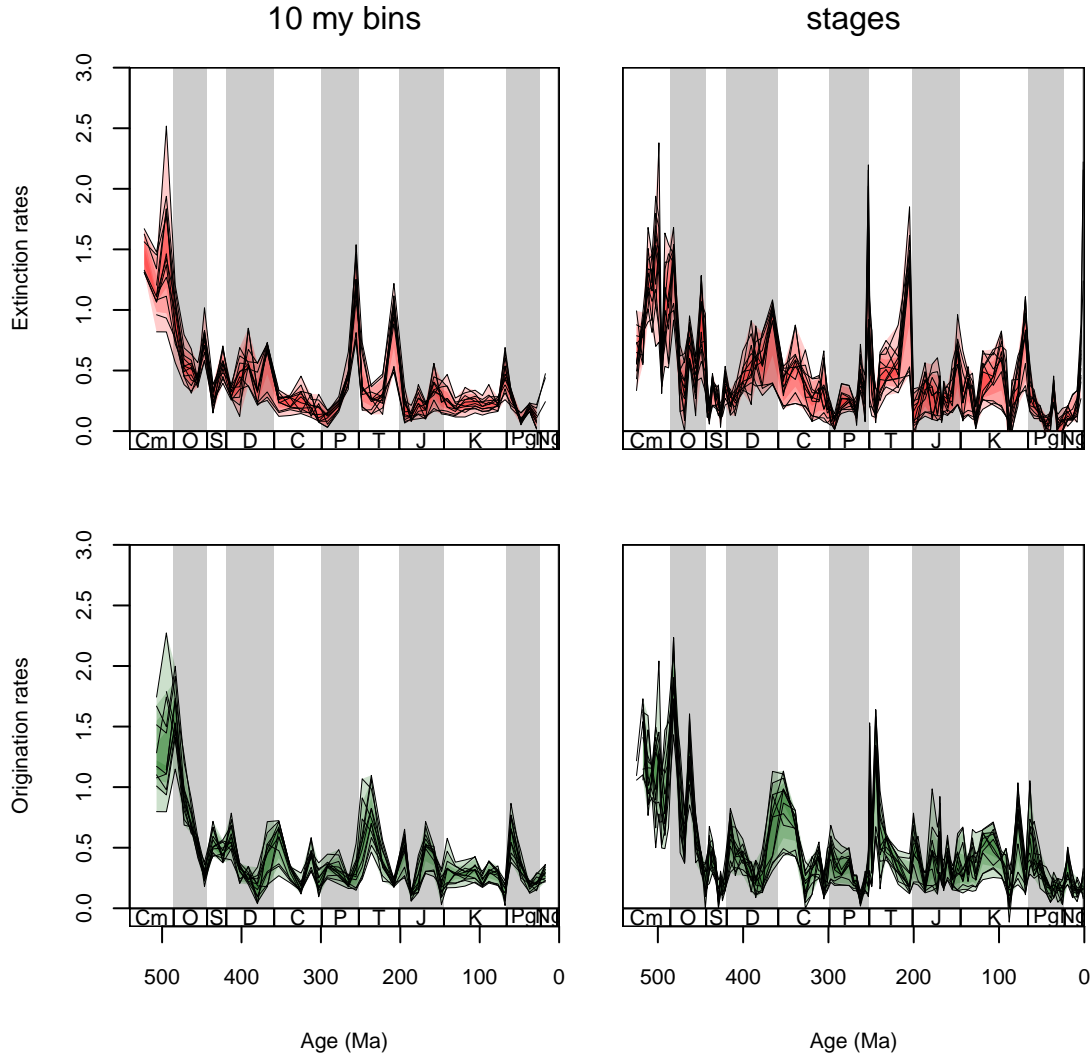 10 my bins
stages
Extinction rates
3.0
2.5
2.0
1.5
1.0
0.5
0.0
Cm O S D C P T J K Pg Ng
Cm O S D C P T J K Pg Ng
Origination rates
3.0
2.5
2.0
1.5
1.0
0.5
0.0
Cm O S D C P T J K Pg Ng
Cm O S D C P T J K Pg Ng
500 400 300 200 100 0
500 400 300 200 100 0
Age (Ma)
Age (Ma)